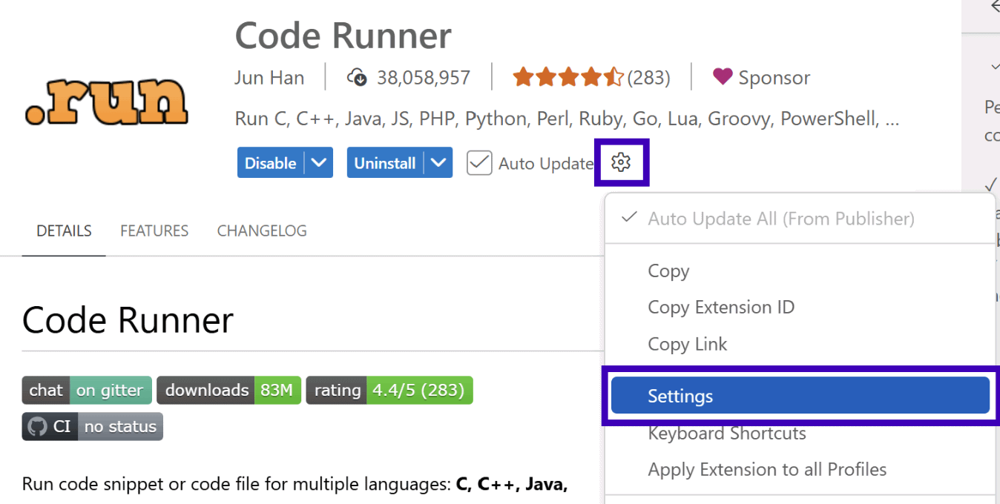 Code Runner
Jun Han 38,058,957 (283) Sponsor
.run
Run C, C++, Java, JS, PHP, Python, Perl, Ruby, Go, Lua, Groovy, PowerShell, ...
Disable Uninstall Auto Update
DETAILS FEATURES CHANGELOG
Auto Update All (From Publisher)
Copy
Copy Extension ID
Copy Link
Settings
Keyboard Shortcuts
Apply Extension to all Profiles
Code Runner
chat on gitter downloads 83M rating 4.4/5 (283)
CI no status
Run code snippet or code file for multiple languages: C, C++, Java,